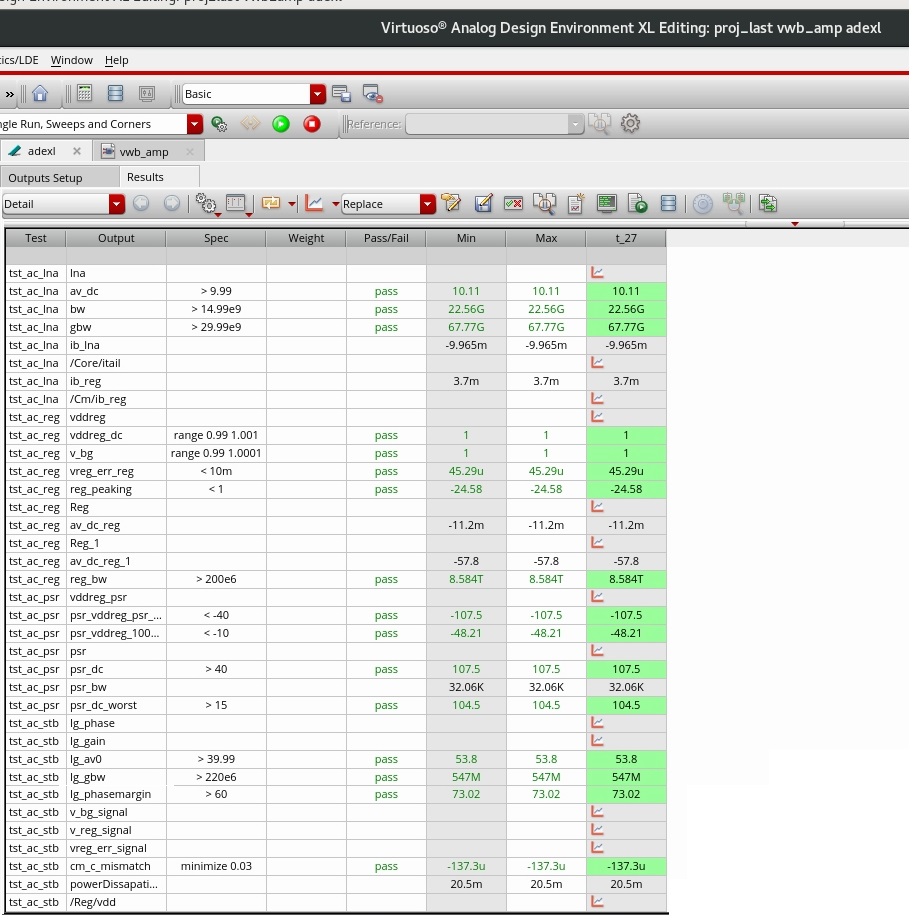 sign Environment XL Editing: proj_last vwb_amp adexl
Virtuoso® Analog Design Environment XL Editing: proj_last vwb_amp adexl
tics/LDE Window Help
» Basic
ngle Run, Sweeps and Corners Reference:
adexl vwb_amp
Outputs Setup Results
Detail Replace
Test Output Spec Weight Pass/Fail Min Max t_27
tst_ac_lna lna
tst_ac_lna av_dc > 9.99 pass 10.11 10.11 10.11
tst_ac_lna bw > 14.99e9 pass 22.56G 22.56G 22.56G
tst_ac_lna gbw > 29.99e9 pass 67.77G 67.77G 67.77G
tst_ac_lna ib_lna -9.965m -9.965m -9.965m
tst_ac_lna /Core/itail
tst_ac_lna ib_reg 3.7m 3.7m 3.7m
tst_ac_lna /Cm/ib_reg
tst_ac_reg vddreg
tst_ac_reg vddreg_dc range 0.99 1.001 pass 1 1 1
tst_ac_reg v_bg range 0.99 1.0001 pass 1 1 1
tst_ac_reg vreg_err_reg < 10m pass 45.29u 45.29u 45.29u
tst_ac_reg reg_peaking < 1 pass -24.58 -24.58 -24.58
tst_ac_reg Reg
tst_ac_reg av_dc_reg -11.2m -11.2m -11.2m
tst_ac_reg Reg_1
tst_ac_reg av_dc_reg_1 -57.8 -57.8 -57.8
tst_ac_reg reg_bw > 200e6 pass 8.584T 8.584T 8.584T
tst_ac_psr vddreg_psr
tst_ac_psr psr_vddreg_psr_... < -40 pass -107.5 -107.5 -107.5
tst_ac_psr psr_vddreg_100... < -10 pass -48.21 -48.21 -48.21
tst_ac_psr psr
tst_ac_psr psr_dc > 40 pass 107.5 107.5 107.5
tst_ac_psr psr_bw 32.06K 32.06K 32.06K
tst_ac_psr psr_dc_worst > 15 pass 104.5 104.5 104.5
tst_ac_stb lg_phase
tst_ac_stb lg_gain
tst_ac_stb lg_av0 > 39.99 pass 53.8 53.8 53.8
tst_ac_stb lg_gbw > 220e6 pass 547M 547M 547M
tst_ac_stb lg_phasemargin > 60 pass 73.02 73.02 73.02
tst_ac_stb v_bg_signal
tst_ac_stb v_reg_signal
tst_ac_stb vreg_err_signal
tst_ac_stb cm_c_mismatch minimize 0.03 pass -137.3u -137.3u -137.3u
tst_ac_stb powerDissapati... 20.5m 20.5m 20.5m
tst_ac_stb /Reg/vdd